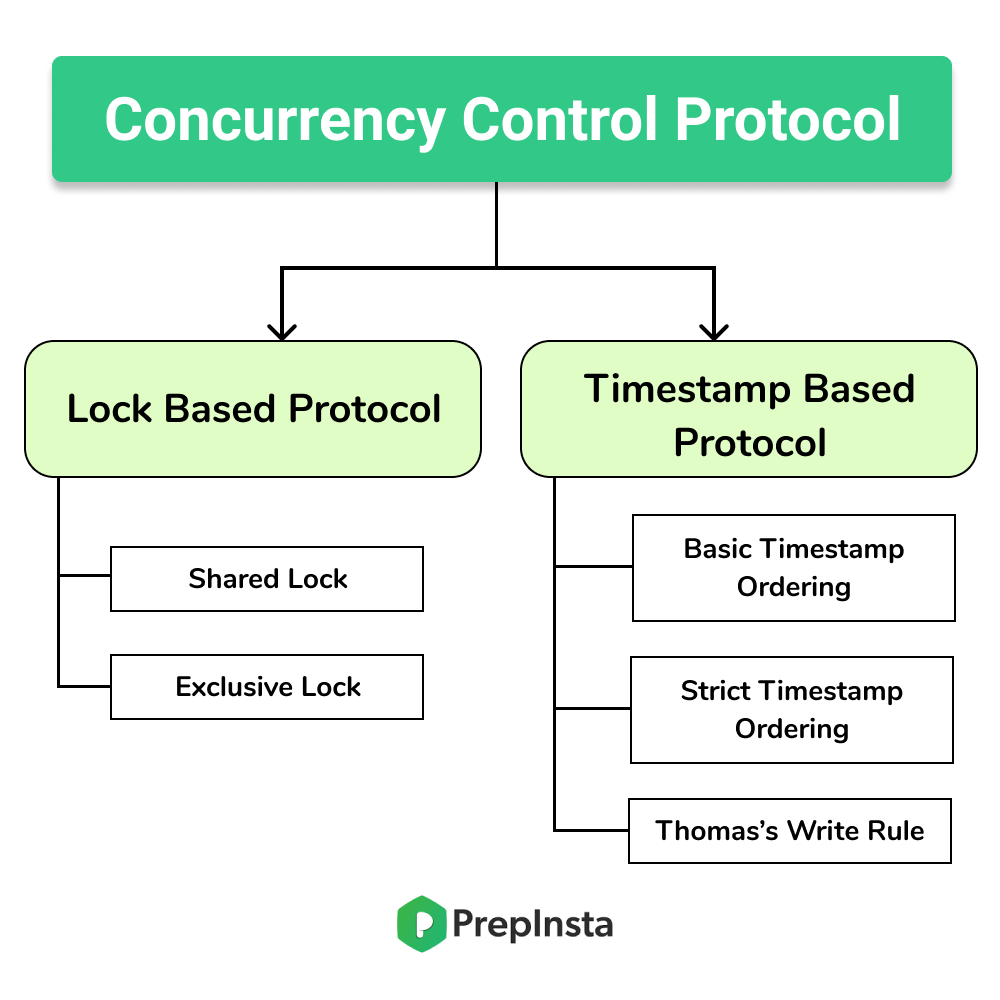 Concurrency Control Protocol
Lock Based Protocol
Shared Lock
Exclusive Lock
Timestamp Based
Protocol
Basic Timestamp
Ordering
Strict Timestamp
Ordering
Thomas’s Write Rule
PrepInsta